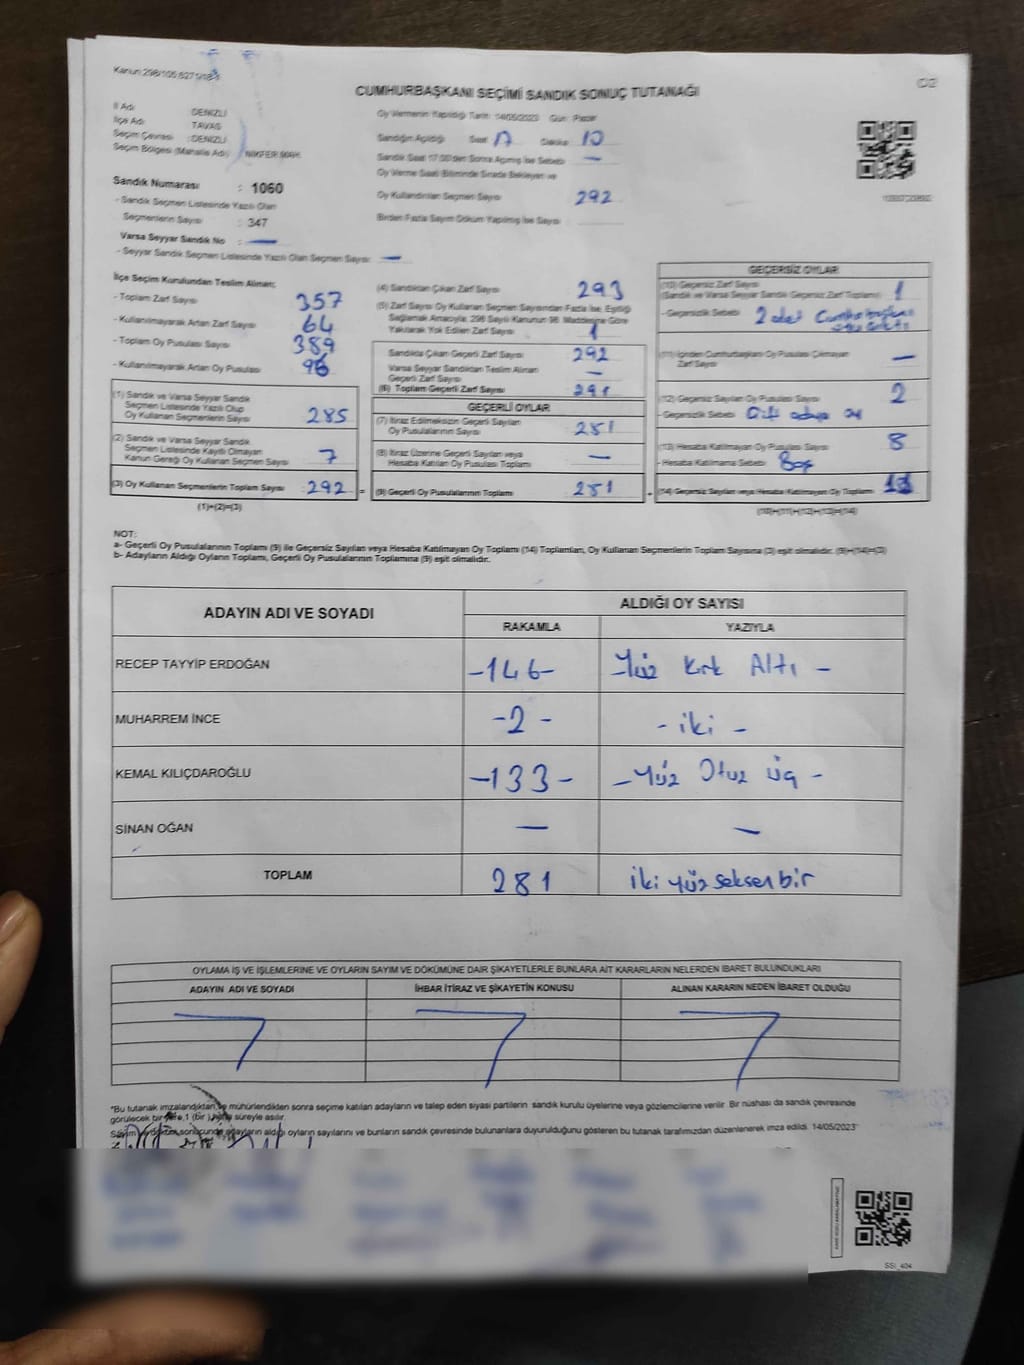 Kanun:298/105,6271/18-1
O2
CUMHURBAŞKANI SEÇİMİ SANDIK SONUÇ TUTANAĞI
İl Adı : DENİZLİ
İlçe Adı : TAVAS
Seçim Çevresi : DENİZLİ
Seçim Bölgesi (Mahalle Adı) : NİKFER MAH.
Oy Vermenin Yapıldığı Tarih: 14/05/2023 Gün: Pazar
Sandığın Açıldığı Saat 17 Dakika 10
Sandık Saat 17.00'den Sonra Açılmış İse Sebebi —
Oy Verme Saati Bitiminde Sırada Bekleyen ve
Oy Kullandırılan Seçmen Sayısı 292
Birden Fazla Sayım Döküm Yapılmış İse Sayısı
Sandık Numarası : 1060
- Sandık Seçmen Listesinde Yazılı Olan
Seçmenlerin Sayısı : 347
Varsa Seyyar Sandık No : —
- Seyyar Sandık Seçmen Listesinde Yazılı Olan Seçmen Sayısı: —
İlçe Seçim Kurulundan Teslim Alınan;
- Toplam Zarf Sayısı 357
- Kullanılmayarak Artan Zarf Sayısı 64
- Toplam Oy Pusulası Sayısı 389
- Kullanılmayarak Artan Oy Pusulası
(1) Sandık ve Varsa Seyyar Sandık
Seçmen Listesinde Yazılı Olup
Oy Kullanan Seçmenlerin Sayısı 285
(2) Sandık ve Varsa Seyyar Sandık
Seçmen Listesinde Kayıtlı Olmayan
Kanun Gereği Oy Kullanan Seçmen Sayısı 7
(3) Oy Kullanan Seçmenlerin Toplam Sayısı 292 =
(1)+(2)=(3)
(4) Sandıktan Çıkan Zarf Sayısı 293
(5) Zarf Sayısı Oy Kullanan Seçmen Sayısından Fazla İse, Eşitliği
Sağlamak Amacıyla, 298 Sayılı Kanunun 98. Maddesine Göre
Yakılarak Yok Edilen Zarf Sayısı 1
Sandıkta Çıkan Geçerli Zarf Sayısı 292
Varsa Seyyar Sandıktan Teslim Alınan
Geçerli Zarf Sayısı —
(6) Toplam Geçerli Zarf Sayısı 291
GEÇERLİ OYLAR
(7) İtiraz Edilmeksizin Geçerli Sayılan
Oy Pusulalarının Sayısı 281
(8) İtiraz Üzerine Geçerli Sayılan veya
Hesaba Katılan Oy Pusulası Toplamı —
(9) Geçerli Oy Pusulalarının Toplamı 281 +
GEÇERSİZ OYLAR
(10) Geçersiz Zarf Sayısı
(Sandık ve Varsa Seyyar Sandık Geçersiz Zarf Toplamı) 1
- Geçersizlik Sebebi 2 adet Cumhurbaşkanı
(11) İçinden Cumhurbaşkanı Oy Pusulası Çıkmayan
Zarf Sayısı —
(12) Geçersiz Sayılan Oy Pusulası Sayısı 2
- Geçersizlik Sebebi Çift adaya oy
(13) Hesaba Katılmayan Oy Pusulası Sayısı 8
- Hesaba Katılmama Sebebi Boş
(14) Geçersiz Sayılan veya Hesaba Katılmayan Oy Toplamı
(10)+(11)+(12)+(13)=(14)
NOT:
a- Geçerli Oy Pusulalarının Toplamı (9) ile Geçersiz Sayılan veya Hesaba Katılmayan Oy Toplamı (14) Toplamları, Oy Kullanan Seçmenlerin Toplam Sayısına (3) eşit olmalıdır. (9)+(14)=(3)
b- Adayların Aldığı Oyların Toplamı, Geçerli Oy Pusulalarının Toplamına (9) eşit olmalıdır.
ADAYIN ADI VE SOYADI
ALDIĞI OY SAYISI
RAKAMLA YAZIYLA
RECEP TAYYİP ERDOĞAN -146- -Yüz Kırk Altı -
MUHARREM İNCE -2- -iki-
KEMAL KILIÇDAROĞLU -133- -Yüz Otuz Üç -
SİNAN OĞAN — —
TOPLAM 281 iki yüz seksen bir
OYLAMA İŞ VE İŞLEMLERİNE VE OYLARIN SAYIM VE DÖKÜMÜNE DAİR ŞİKAYETLERLE BUNLARA AİT KARARLARIN NELERDEN İBARET BULUNDUKLARI
ADAYIN ADI VE SOYADI İHBAR İTİRAZ VE ŞİKAYETİN KONUSU ALINAN KARARIN NEDEN İBARET OLDUĞU
*Bu tutanak imzalandıktan ve mühürlendikten sonra seçime katılan adayların ve talep eden siyasi partilerin sandık kurulu üyelerine veya gözlemcilerine verilir. Bir nüshası da sandık çevresinde
görülecek bir yere 1 (bir) hafta süreyle asılır.
Sayım ve döküm sonucunda adayların aldığı oyların sayılarını ve bunların sandık çevresinde bulunanlara duyurulduğunu gösteren bu tutanak tarafımızdan düzenlenerek imza edildi. 14/05/2023
SSI_404